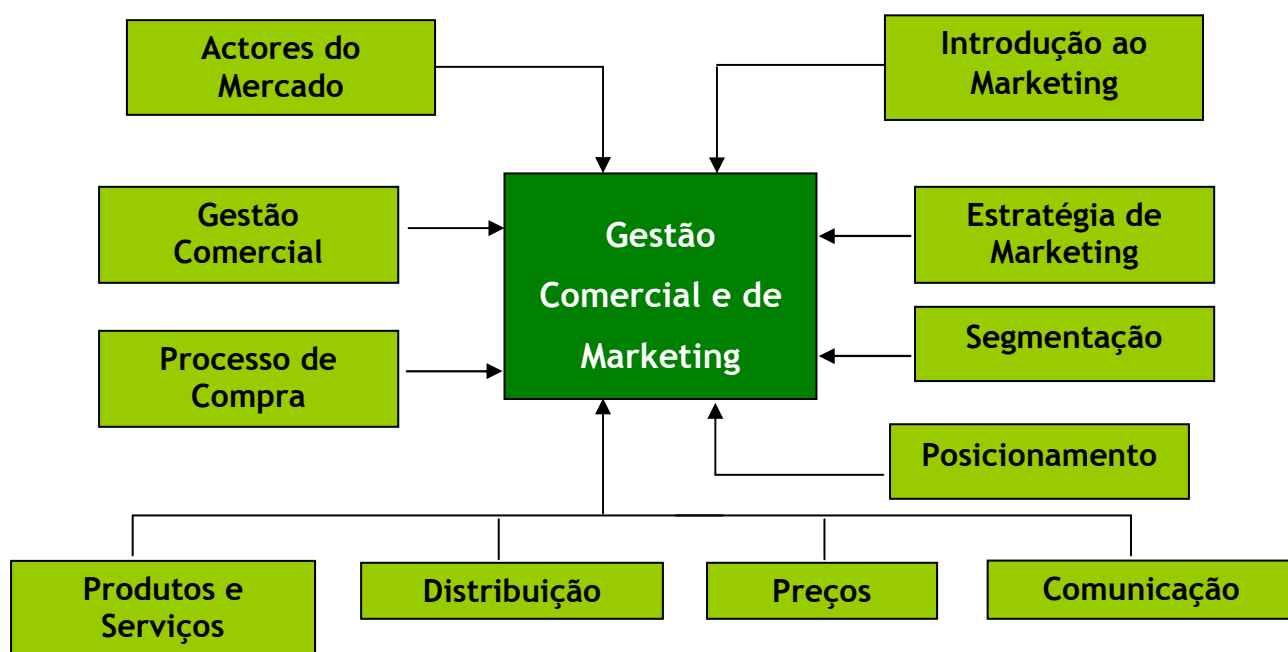 Actores do
Mercado
Introdução ao
Marketing
Gestão
Comercial
Gestão
Comercial e de
Marketing
Estratégia de
Marketing
Processo de
Compra
Segmentação
Posicionamento
Produtos e
Serviços
Distribuição
Preços
Comunicação